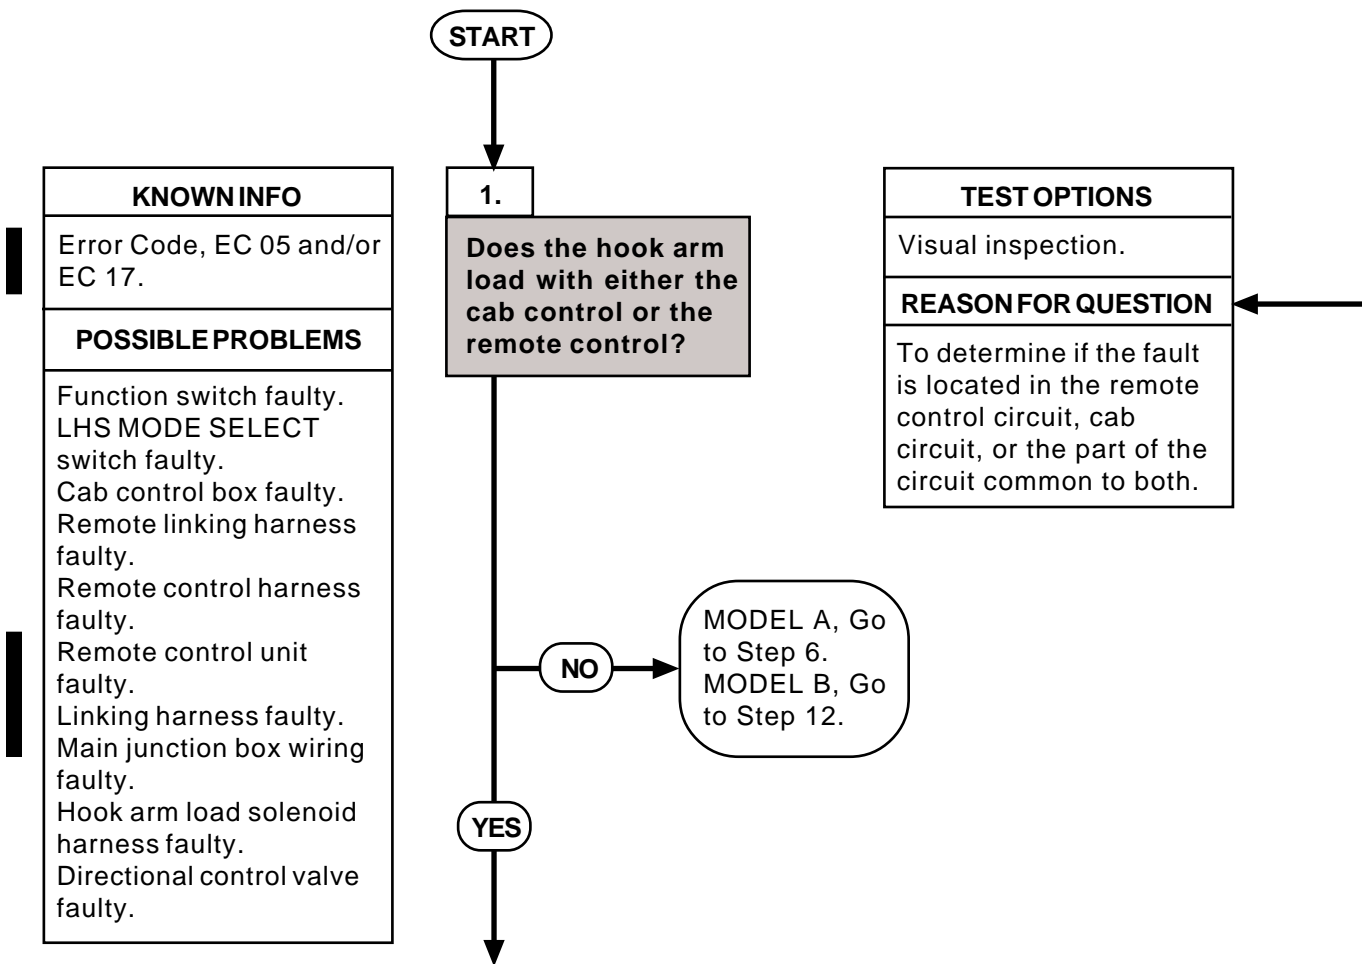 START
KNOWN INFO
Error Code, EC 05 and/or
EC 17.
POSSIBLE PROBLEMS
Function switch faulty.
LHS MODE SELECT
switch faulty.
Cab control box faulty.
Remote linking harness
faulty.
Remote control harness
faulty.
Remote control unit
faulty.
Linking harness faulty.
Main junction box wiring
faulty.
Hook arm load solenoid
harness faulty.
Directional control valve
faulty.
1.
Does the hook arm
load with either the
cab control or the
remote control?
NO
MODEL A, Go
to Step 6.
MODEL B, Go
to Step 12.
YES
TEST OPTIONS
Visual inspection.
REASON FOR QUESTION
To determine if the fault
is located in the remote
control circuit, cab
circuit, or the part of the
circuit common to both.